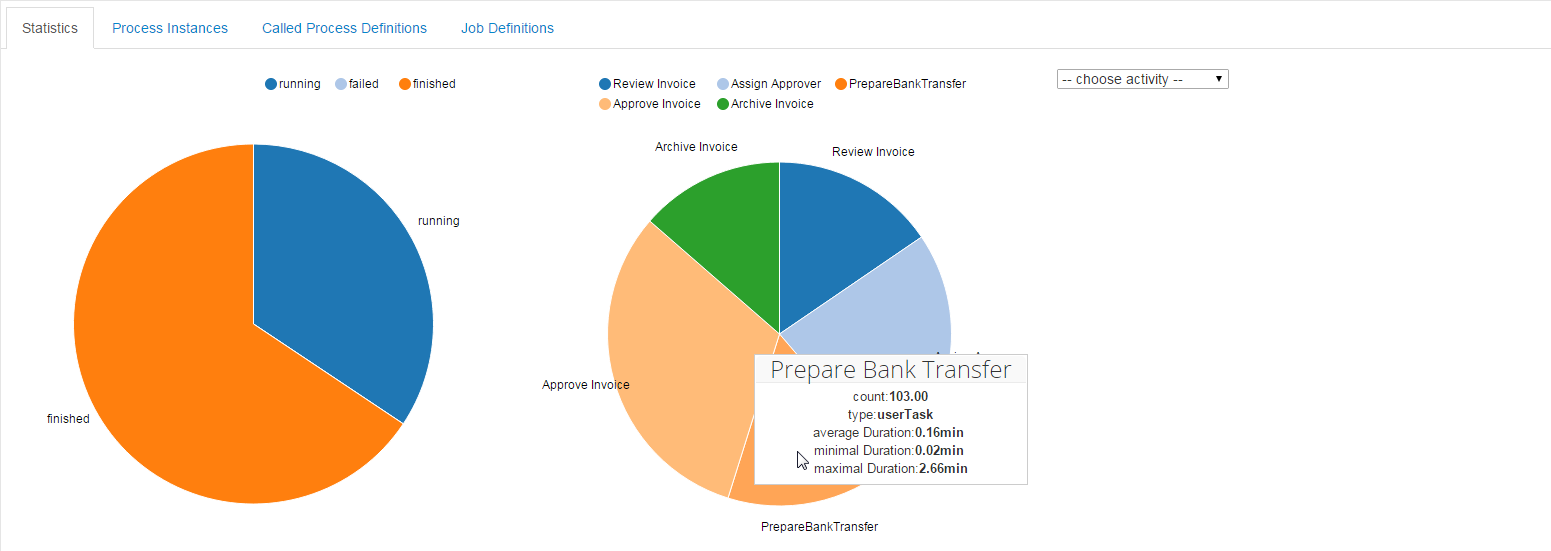 Statistics Process Instances Called Process Definitions Job Definitions
running failed finished
Review Invoice Assign Approver PrepareBankTransfer
Approve Invoice Archive Invoice
-- choose activity --
running
finished
Archive Invoice
Review Invoice
Approve Invoice
Prepare Bank Transfer
count:103.00
type:userTask
average Duration:0.16min
minimal Duration:0.02min
maximal Duration:2.66min
PrepareBankTransfer